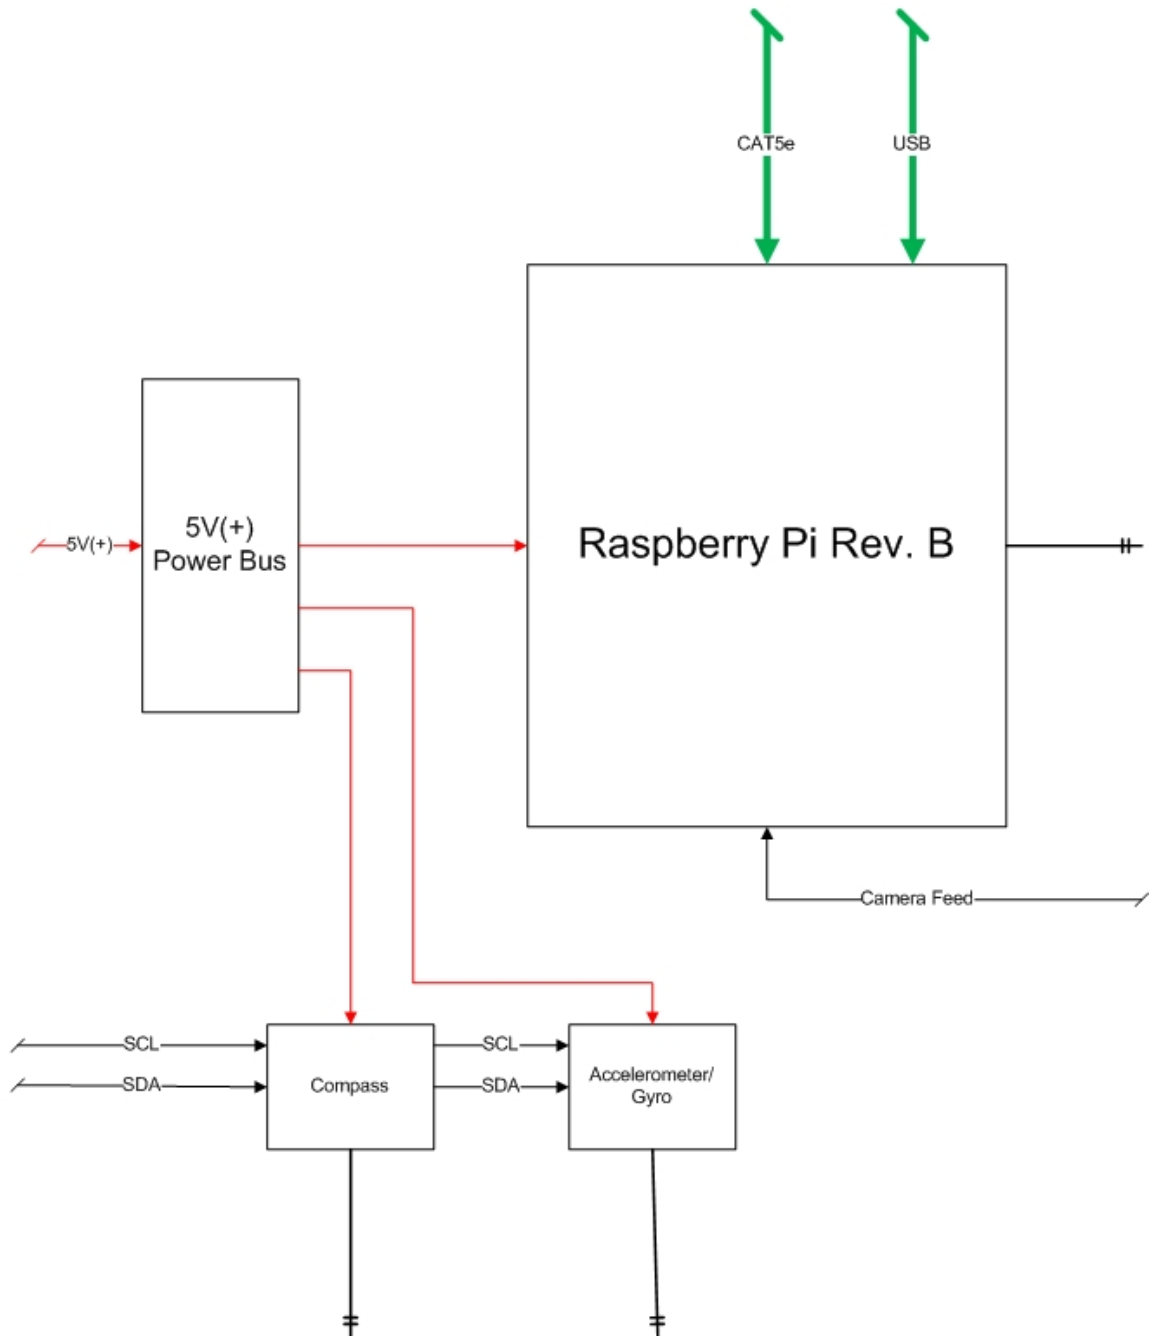 CAT5e
USB
5V(+)
5V(+)
Power Bus
Raspberry Pi Rev. B
Camera Feed
SCL
SCL
SDA
SDA
Compass
Accelerometer/
Gyro